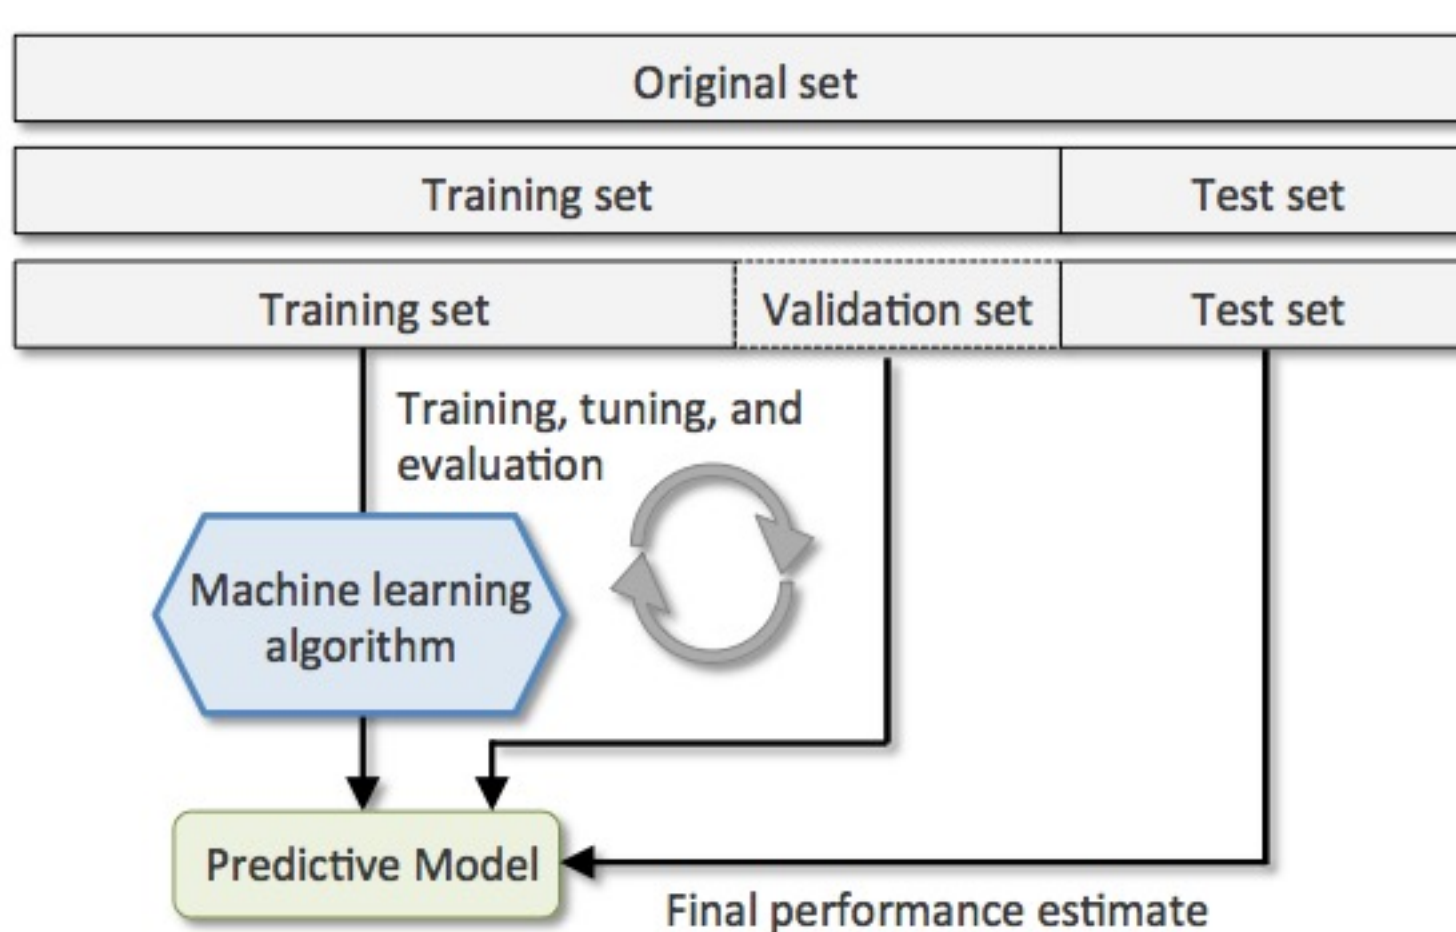 Original set
Training set
Test set
Training set
Validation set
Test set
Training, tuning, and
evaluation
Machine learning
algorithm
Predictive Model
Final performance estimate